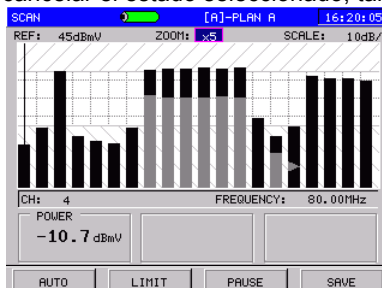 cancelar el estado seleccionado, tal
SCAN [A]-PLAN A 16:20:05
REF: 45dBmV ZOOM: x5 SCALE: 10dB/
CH: 4 FREQUENCY: 80.00MHz
POWER
-10.7 dBmV
AUTO LIMIT PAUSE SAVE